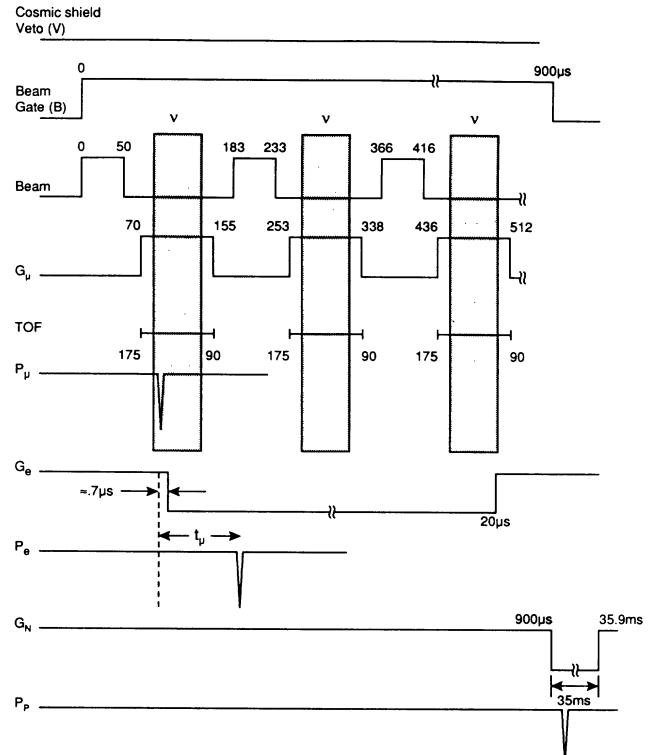 Cosmic shield
Veto (V)
0
900μs
Beam
Gate (B)
ν ν ν
0 50 183 233 366 416
Beam
70 155 253 338 436 512
Gμ
TOF
175 90 175 90 175 90
Pμ
Ge
≈.7μs
20μs
tμ
Pe
GN
900μs 35.9ms
35ms
PP